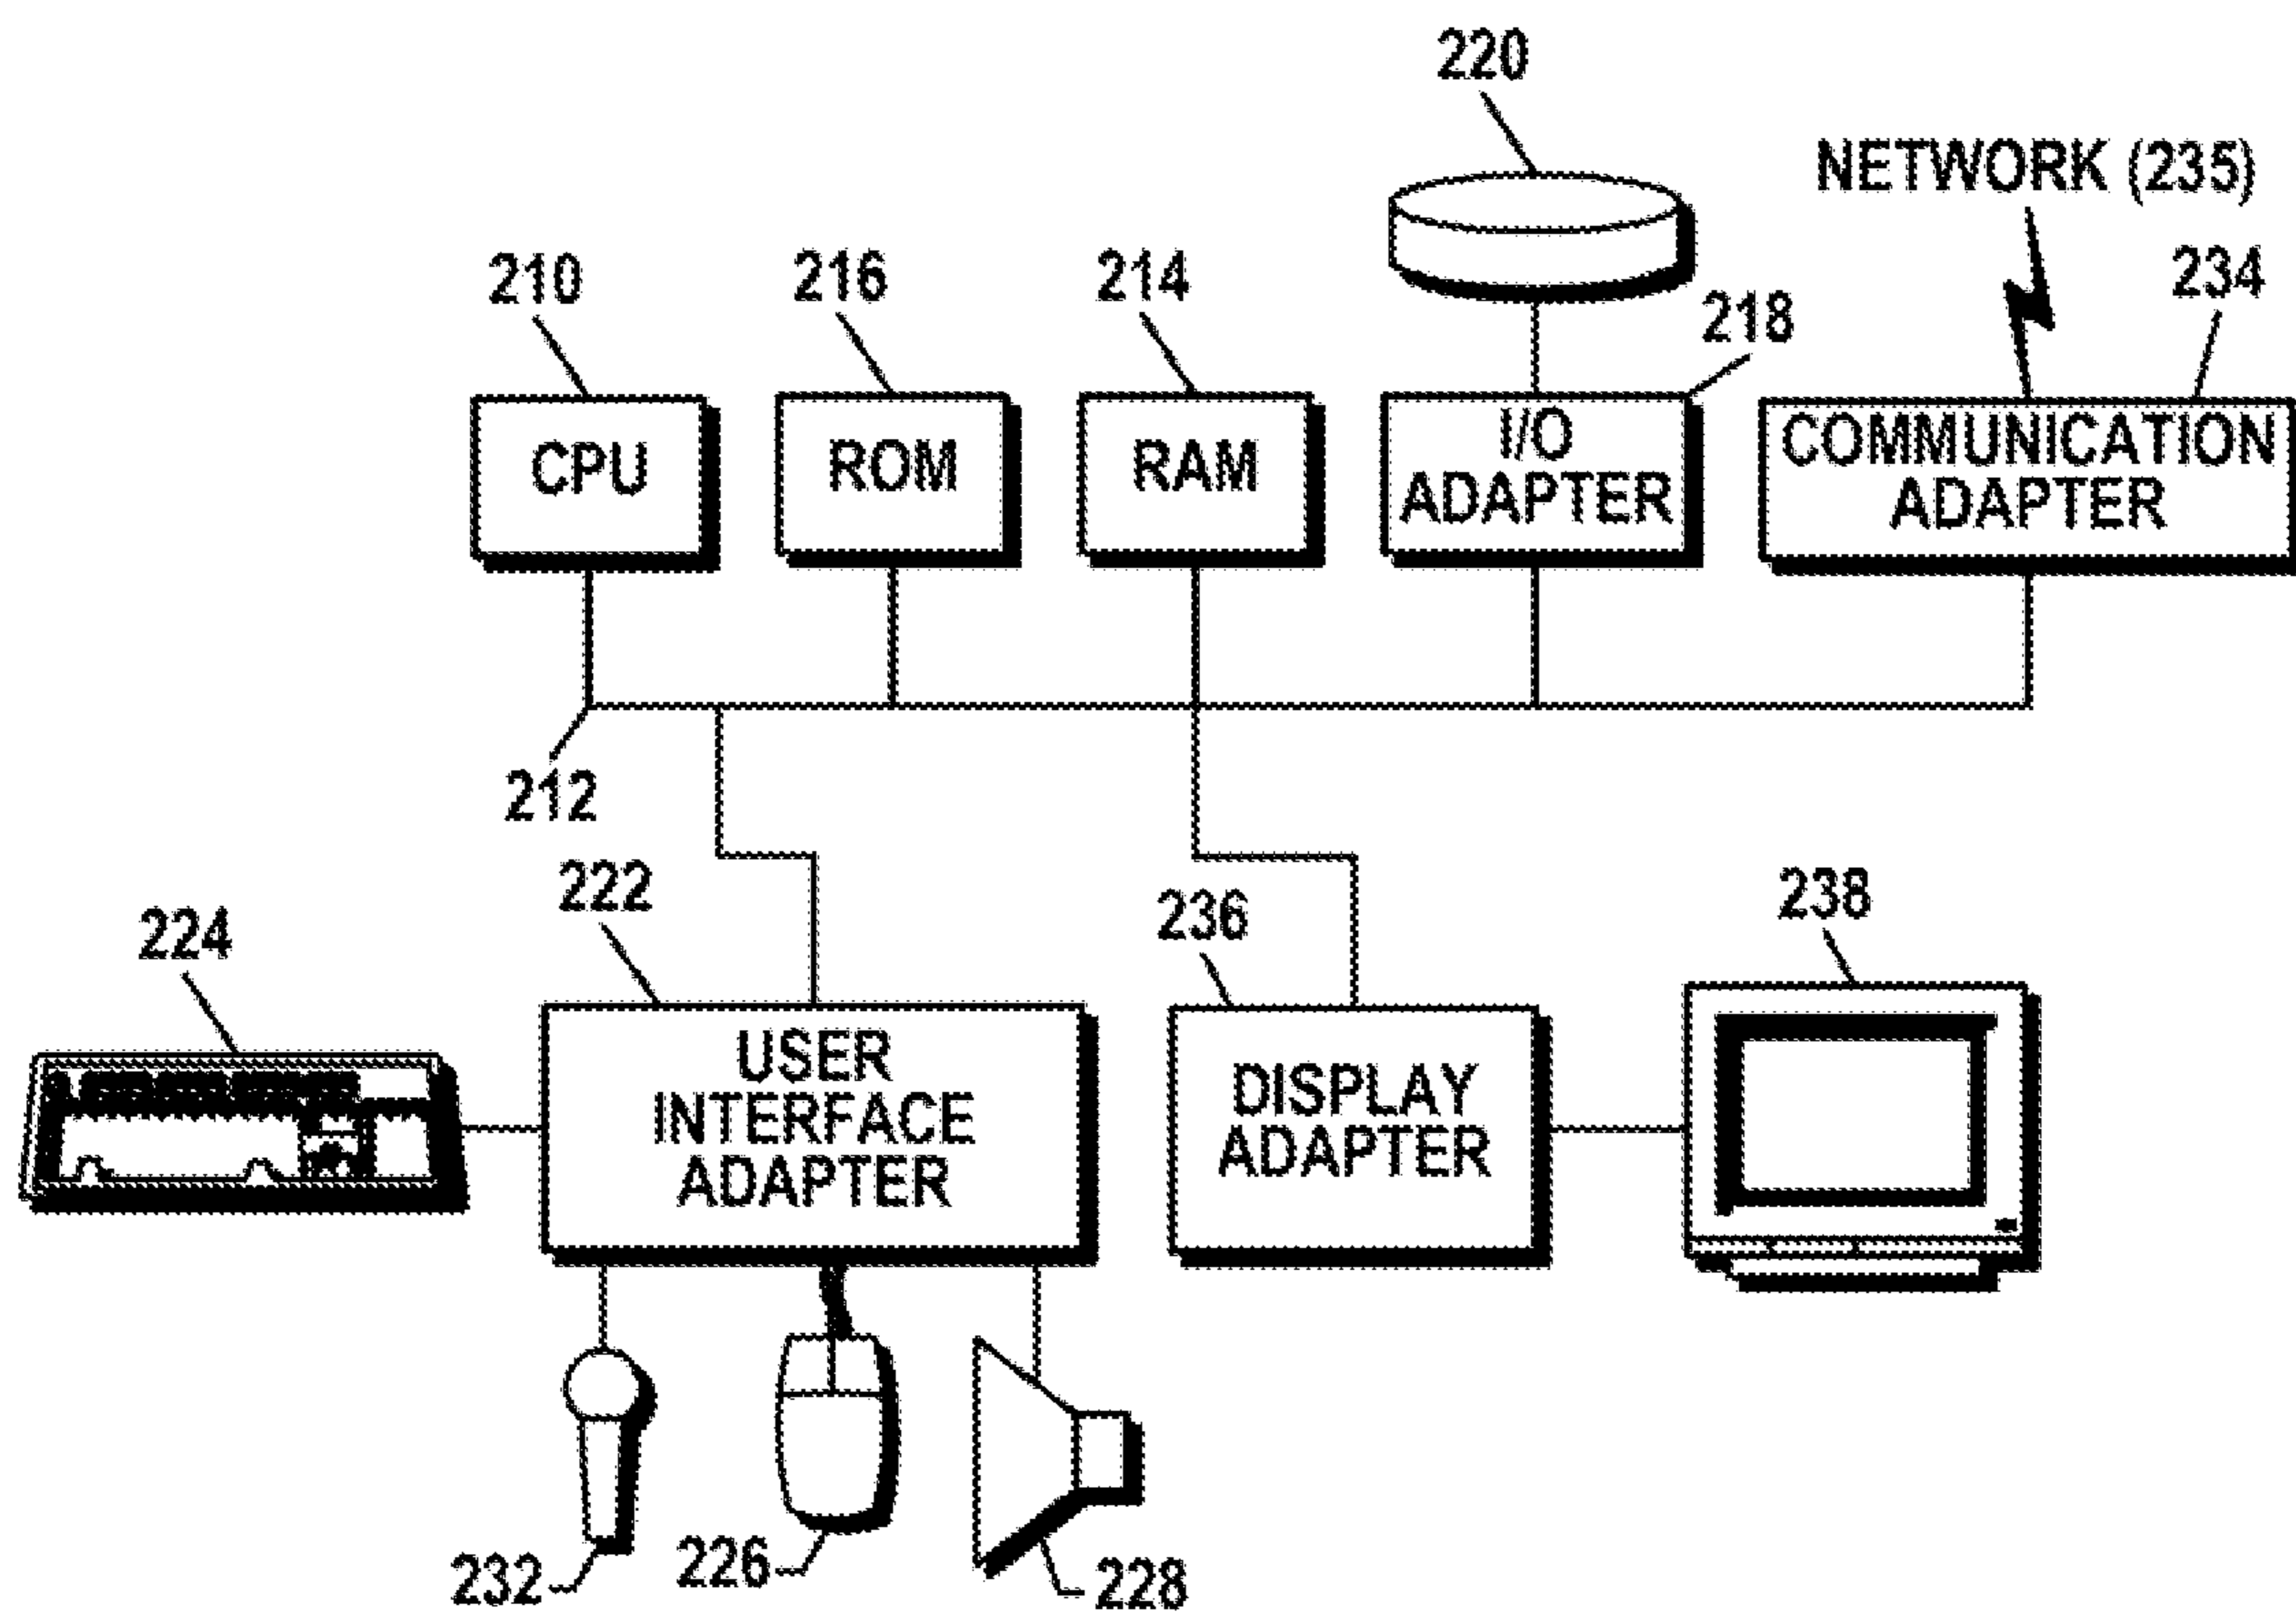 220
NETWORK (235)
210
216
214
218
234
CPU
ROM
RAM
I/O
ADAPTER
COMMUNICATION
ADAPTER
212
222
224
236
238
USER
INTERFACE
ADAPTER
DISPLAY
ADAPTER
232
226
228